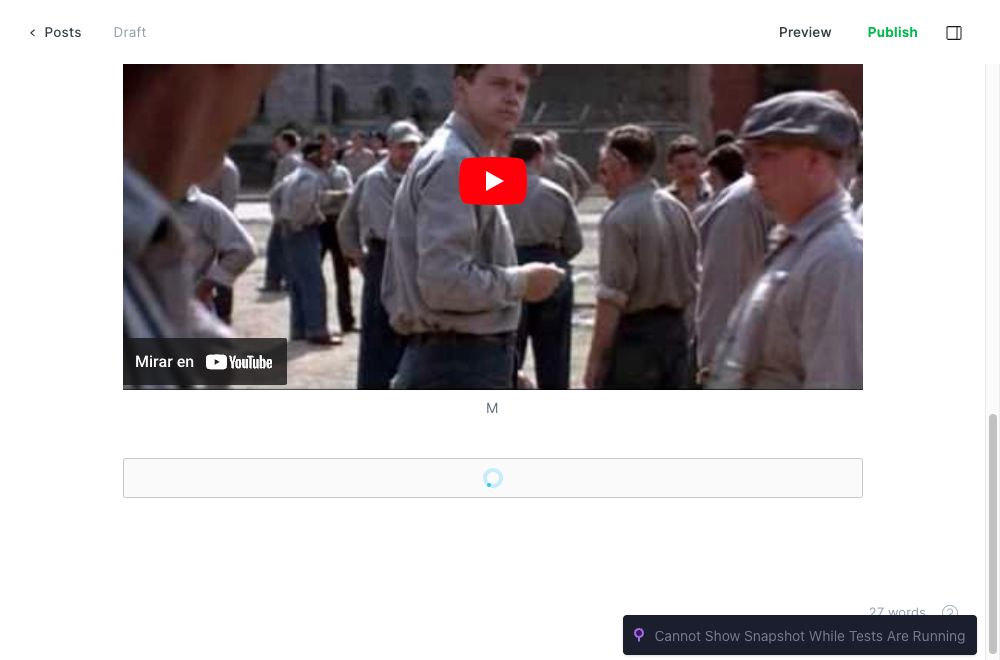 Posts
Draft
Preview
Publish
Mirar en YouTube
M
27 words
Cannot Show Snapshot While Tests Are Running